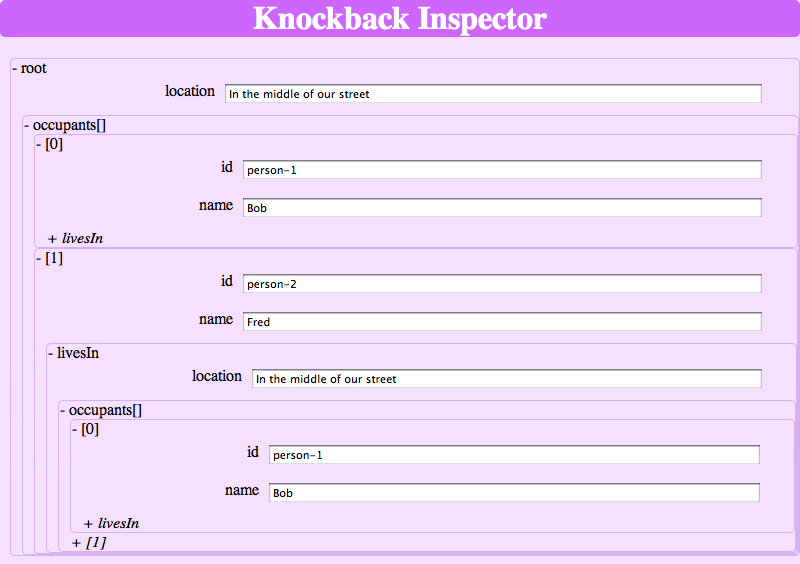 Knockback Inspector
- root
location In the middle of our street
- occupants[]
- [0]
id person-1
name Bob
+ livesIn
- [1]
id person-2
name Fred
- livesIn
location In the middle of our street
- occupants[]
- [0]
id person-1
name Bob
+ livesIn
+ [1]